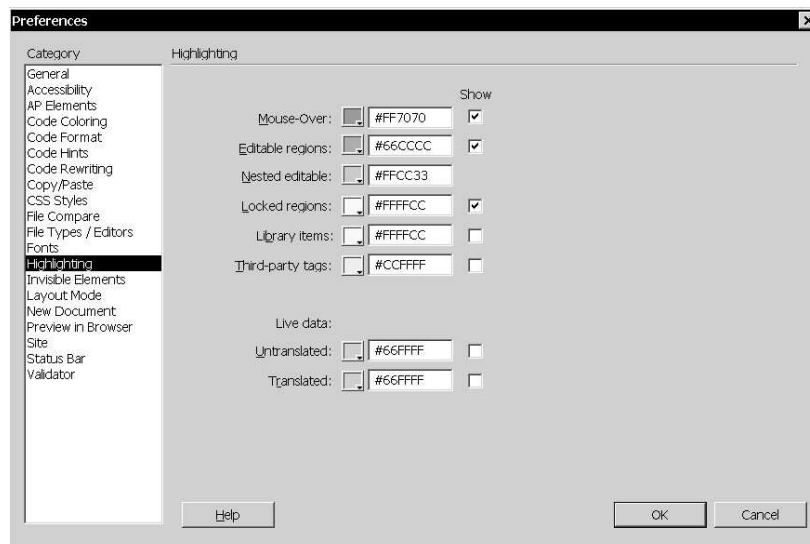 Preferences
Category
General
Accessibility
AP Elements
Code Coloring
Code Format
Code Hints
Code Rewriting
Copy/Paste
CSS Styles
File Compare
File Types / Editors
Fonts
Highlighting
Invisible Elements
Layout Mode
New Document
Preview in Browser
Site
Status Bar
Validator
Highlighting
Show
Mouse-Over: #FF7070
Editable regions: #66CCCC
Nested editable: #FFCC33
Locked regions: #FFFFCC
Library items: #FFFFCC
Third-party tags: #CCFFFF
Live data:
Untranslated: #66FFFF
Translated: #66FFFF
Help
OK
Cancel